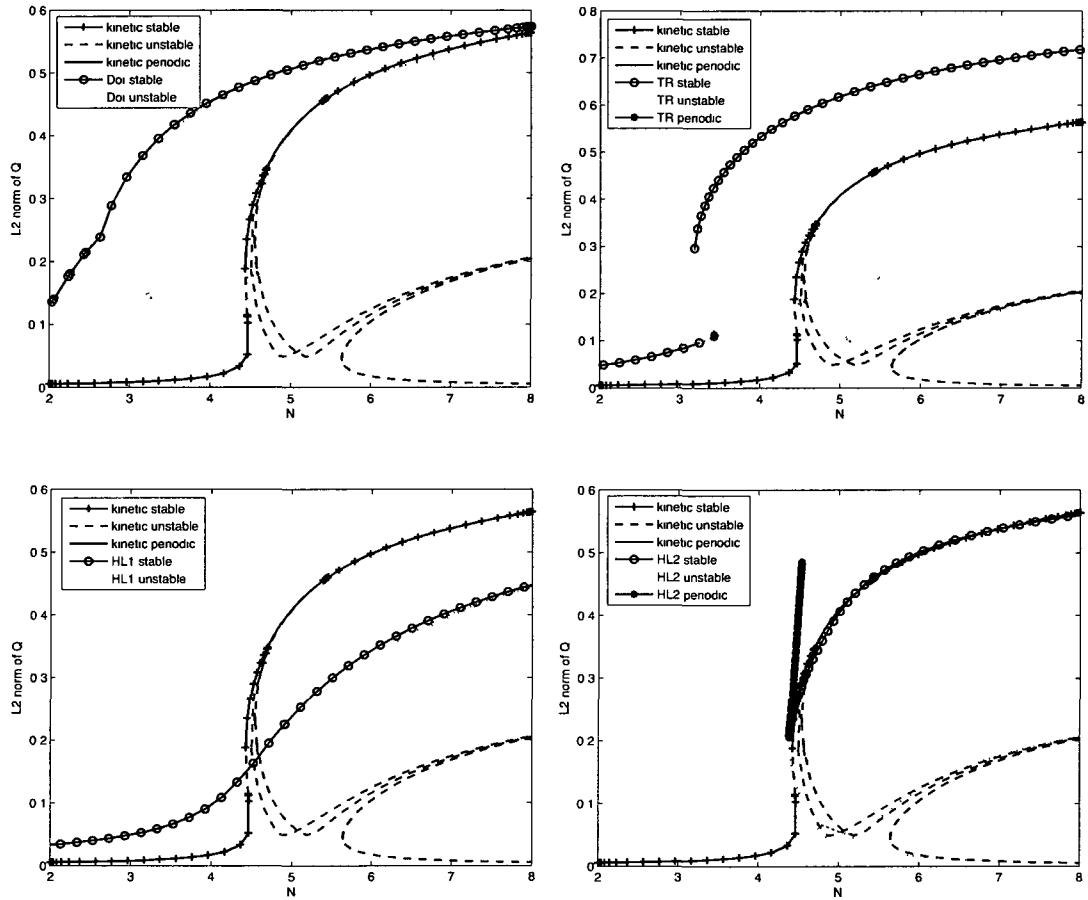 kinetic stable
kinetic unstable
kinetic periodic
Doi stable
Doi unstable
L2 norm of Q
0 6
0 5
0 4
0 3
0 2
0 1
0
2 3 4 5 6 7 8
N
kinetic stable
kinetic unstable
kinetic periodic
TR stable
TR unstable
TR periodic
L2 norm of Q
0.8
0.7
0.6
0.5
0.4
0.3
0.2
0.1
0
2 3 4 5 6 7 8
N
kinetic stable
kinetic unstable
kinetic periodic
HL1 stable
HL1 unstable
L2 norm of Q
0 6
0 5
0 4
0 3
0 2
0 1
0
2 3 4 5 6 7 8
N
kinetic stable
kinetic unstable
kinetic periodic
HL2 stable
HL2 unstable
HL2 periodic
L2 norm of Q
0 6
0 5
0 4
0 3
0 2
0 1
0
2 3 4 5 6 7 8
N